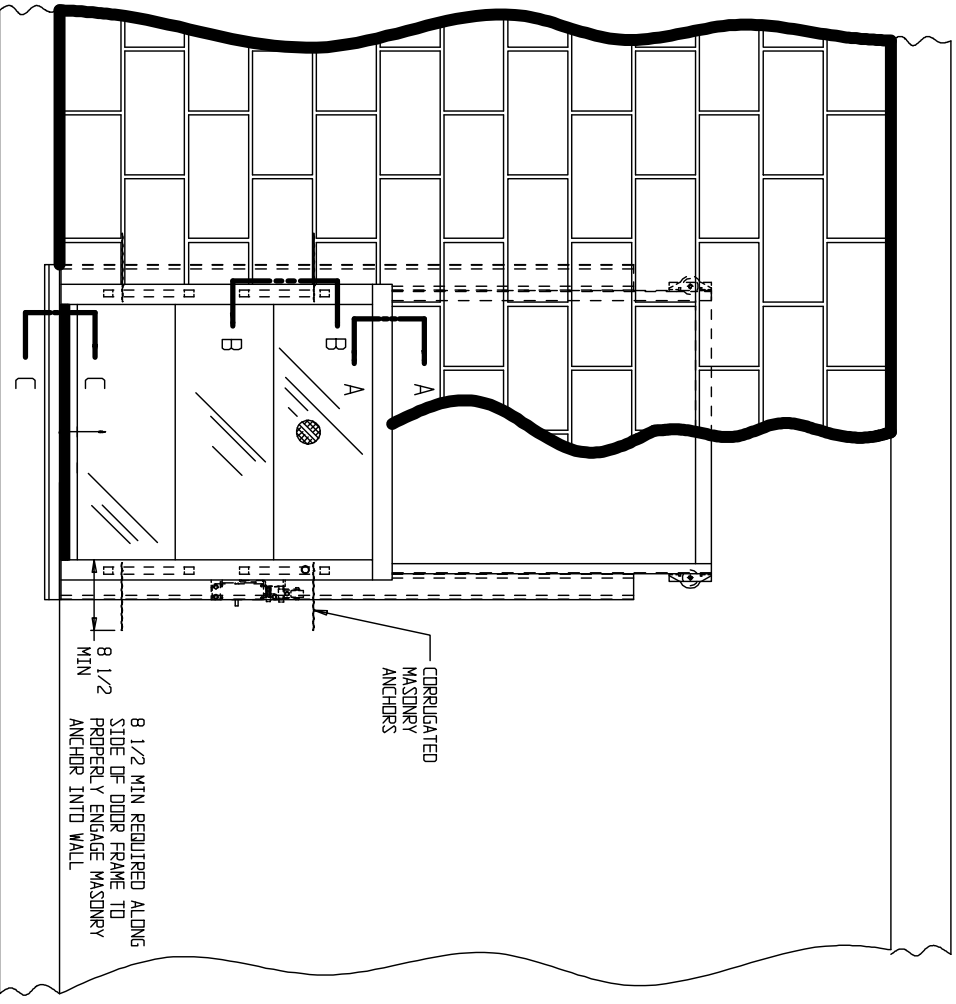 A
A
B
B
C
C
CORRUGATED
MASONRY
ANCHORS
8 1/2
MIN
8 1/2 MIN REQUIRED ALONG
SIDE OF DOOR FRAME TO
PROPERLY ENGAGE MASONRY
ANCHOR INTO WALL